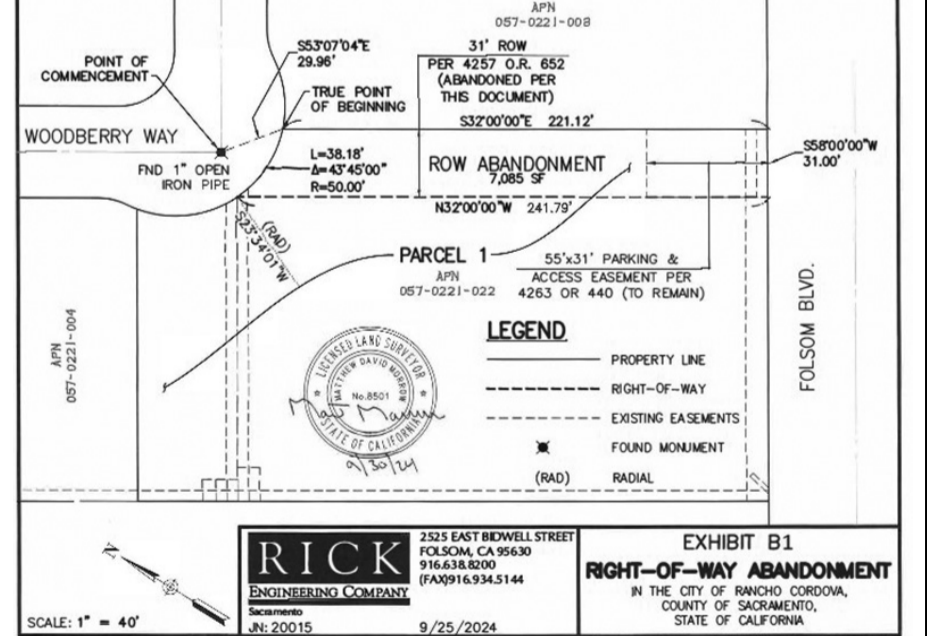 APN
057-0221-008
S53°07'04"E
29.96'
31' ROW
PER 4257 O.R. 652
(ABANDONED PER
THIS DOCUMENT)
POINT OF
COMMENCEMENT
TRUE POINT
OF BEGINNING
S32°00'00"E 221.12'
WOODBERRY WAY
FND 1" OPEN
IRON PIPE
L=38.18'
Δ=43°45'00"
R=50.00'
ROW ABANDONMENT
7,085 SF
S58°00'00"W
31.00'
N32°00'00"W 241.79'
(RAD)
S23°34'01"W
PARCEL 1
APN
057-0221-022
55'x31' PARKING &
ACCESS EASEMENT PER
4263 OR 440 (TO REMAIN)
APN
057-0221-004
FOLSOM BLVD.
LICENSED LAND SURVEYOR
MATTHEW DAVID MORROW
No.8501
STATE OF CALIFORNIA
9/30/24
LEGEND
PROPERTY LINE
RIGHT-OF-WAY
EXISTING EASEMENTS
FOUND MONUMENT
(RAD) RADIAL
N
SCALE: 1" = 40'
RICK
ENGINEERING COMPANY
Sacramento
JN: 20015
2525 EAST BIDWELL STREET
FOLSOM, CA 95630
916.638.8200
(FAX)916.934.5144
9/25/2024
EXHIBIT B1
RIGHT-OF-WAY ABANDONMENT
IN THE CITY OF RANCHO CORDOVA,
COUNTY OF SACRAMENTO,
STATE OF CALIFORNIA